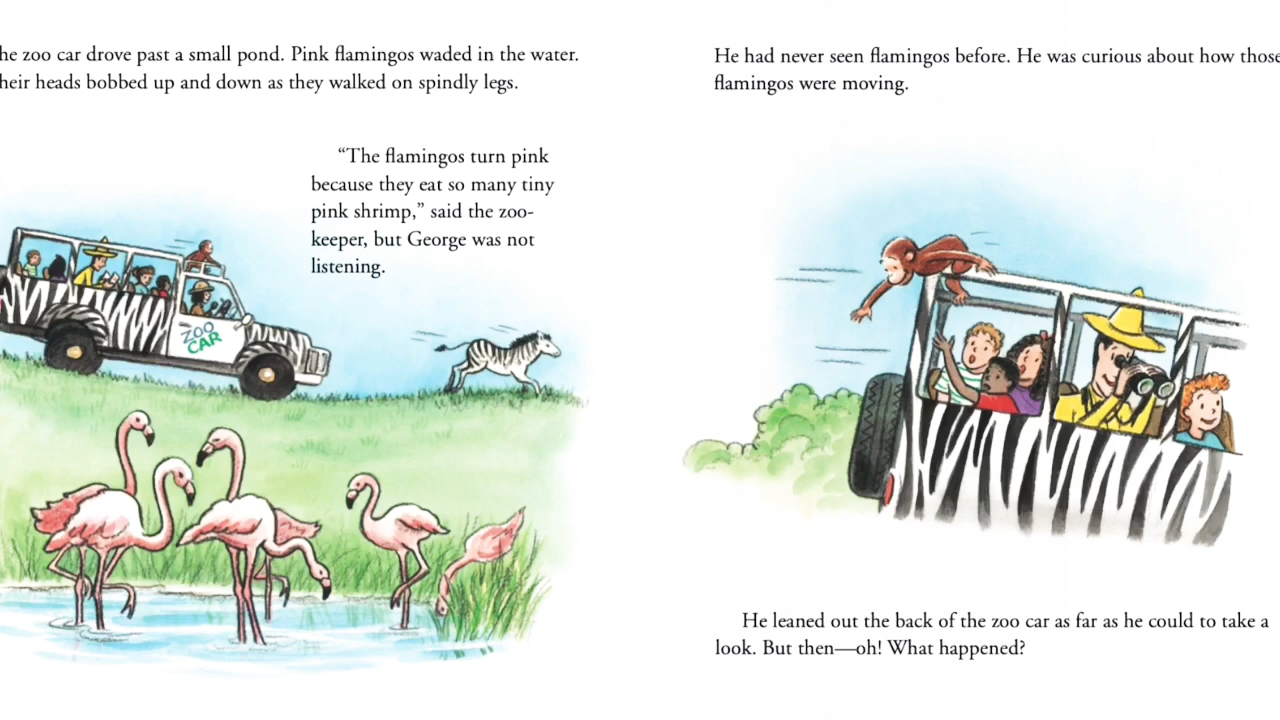 he zoo car drove past a small pond. Pink flamingos waded in the water.
heir heads bobbed up and down as they walked on spindly legs.
“The flamingos turn pink
because they eat so many tiny
pink shrimp,” said the zoo-
keeper, but George was not
listening.
ZOO
CAR
He had never seen flamingos before. He was curious about how those
flamingos were moving.
He leaned out the back of the zoo car as far as he could to take a
look. But then—oh! What happened?